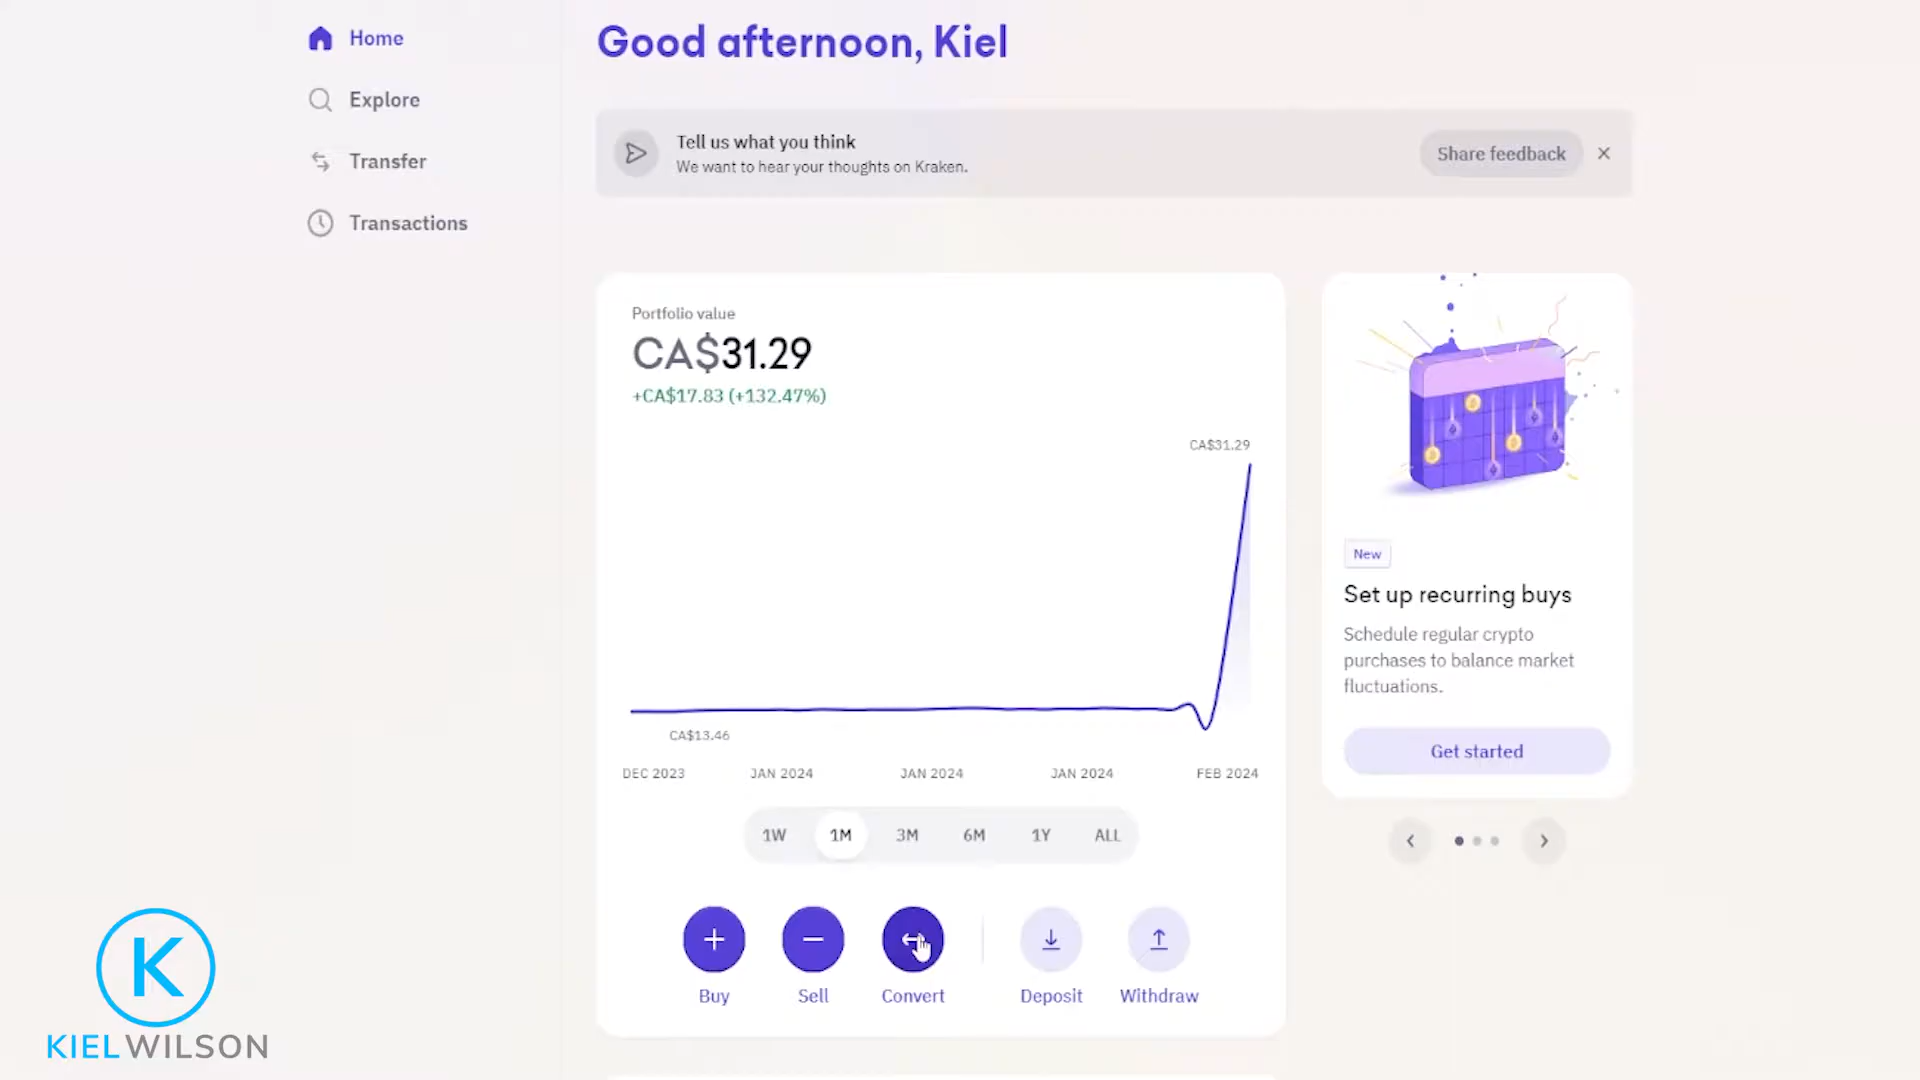 Home
Explore
Transfer
Transactions
Good afternoon, Kiel
Tell us what you think
We want to hear your thoughts on Kraken.
Share feedback
Portfolio value
CA$31.29
+CA$17.83 (+132.47%)
CA$31.29
CA$13.46
DEC 2023 JAN 2024 JAN 2024 JAN 2024 FEB 2024
1W 1M 3M 6M 1Y ALL
Buy Sell Convert Deposit Withdraw
New
Set up recurring buys
Schedule regular crypto
purchases to balance market
fluctuations.
Get started
K
KIELWILSON